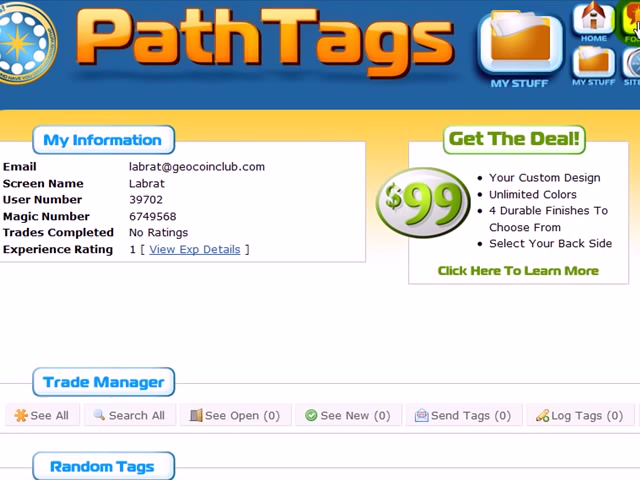 PathTags
MY STUFF
HOME
MY STUFF
My Information
Email labrat@geocoinclub.com
Screen Name Labrat
User Number 39702
Magic Number 6749568
Trades Completed No Ratings
Experience Rating 1 [ View Exp Details ]
Get The Deal!
$99
• Your Custom Design
• Unlimited Colors
• 4 Durable Finishes To
Choose From
• Select Your Back Side
Click Here To Learn More
Trade Manager
See All Search All See Open (0) See New (0) Send Tags (0) Log Tags (0)
Random Tags